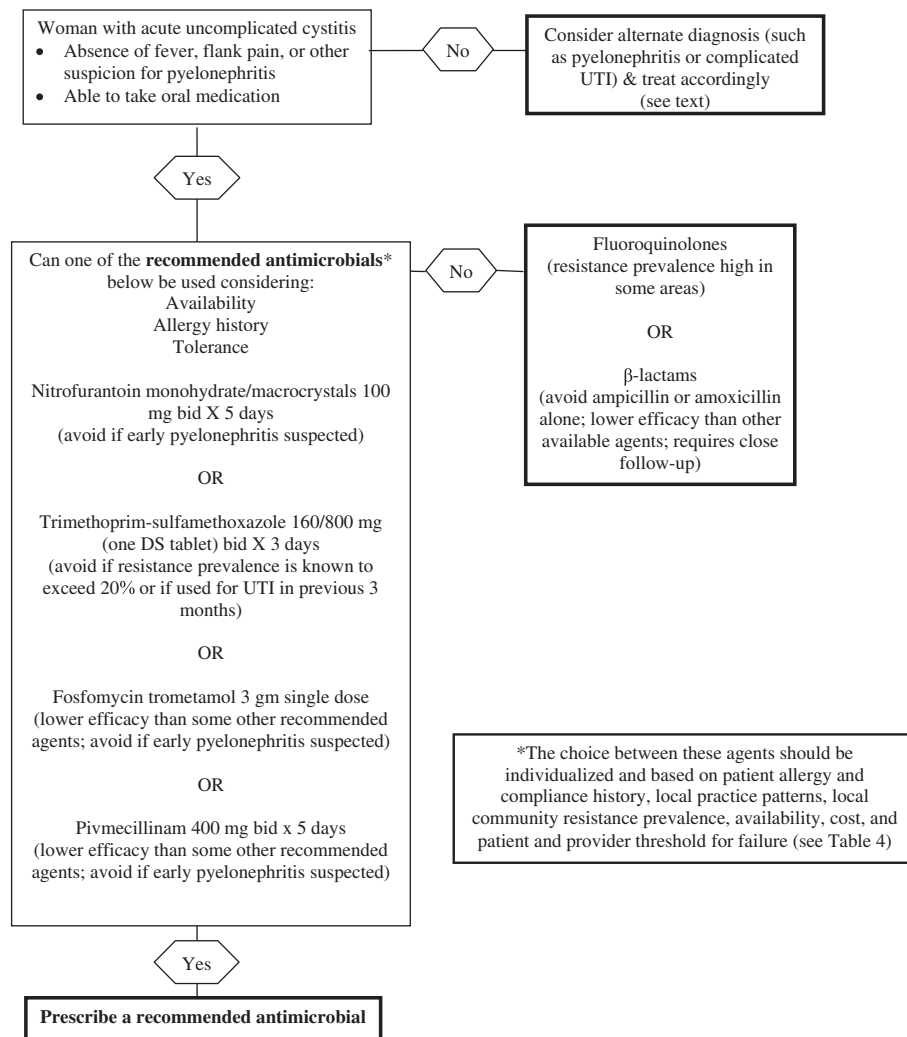 Woman with acute uncomplicated cystitis
• Absence of fever, flank pain, or other
suspicion for pyelonephritis
• Able to take oral medication
No
Consider alternate diagnosis (such
as pyelonephritis or complicated
UTI) & treat accordingly
(see text)
Yes
Can one of the recommended antimicrobials*
below be used considering:
Availability
Allergy history
Tolerance
Nitrofurantoin monohydrate/macrocrystals 100
mg bid X 5 days
(avoid if early pyelonephritis suspected)
OR
Trimethoprim-sulfamethoxazole 160/800 mg
(one DS tablet) bid X 3 days
(avoid if resistance prevalence is known to
exceed 20% or if used for UTI in previous 3
months)
OR
Fosfomycin trometamol 3 gm single dose
(lower efficacy than some other recommended
agents; avoid if early pyelonephritis suspected)
OR
Pivmecillinam 400 mg bid x 5 days
(lower efficacy than some other recommended
agents; avoid if early pyelonephritis suspected)
No
Fluoroquinolones
(resistance prevalence high in
some areas)
OR
β-lactams
(avoid ampicillin or amoxicillin
alone; lower efficacy than other
available agents; requires close
follow-up)
*The choice between these agents should be
individualized and based on patient allergy and
compliance history, local practice patterns, local
community resistance prevalence, availability, cost, and
patient and provider threshold for failure (see Table 4)
Yes
Prescribe a recommended antimicrobial